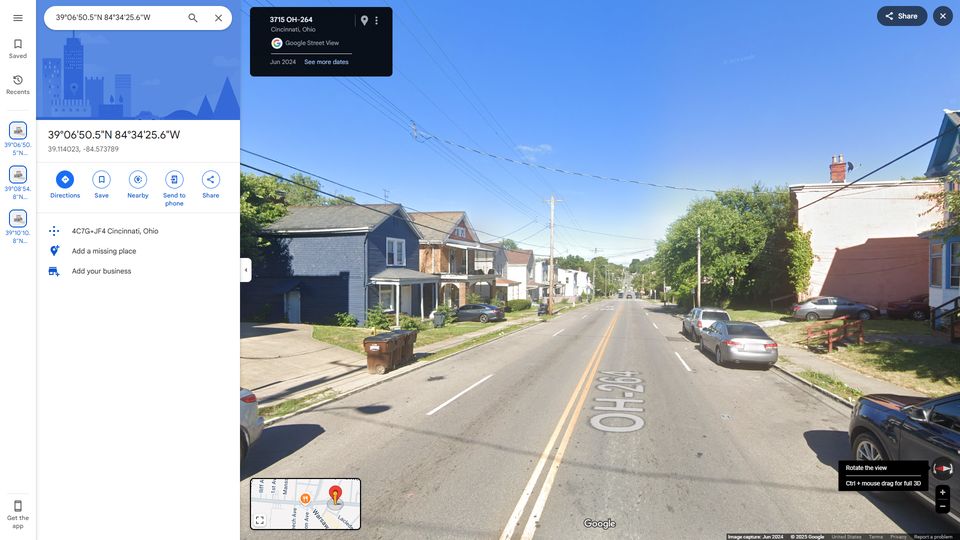 39°06'50.5"N 84°34'25.6"W
Saved
Recents
39°06'50.
5"N...
39°08'54.
8"N...
39°10'10.
8"N...
Get the
app
39°06'50.5"N 84°34'25.6"W
39.114023, -84.573789
Directions
Save
Nearby
Send to
phone
Share
4C7G+JF4 Cincinnati, Ohio
Add a missing place
Add your business
3715 OH-264
Cincinnati, Ohio
Google Street View
Jun 2024 See more dates
Share
OH-264
Rotate the view
Ctrl + mouse drag for full 3D
Warsaw
Google
Image capture: Jun 2024 © 2025 Google United States Terms Privacy Report a problem